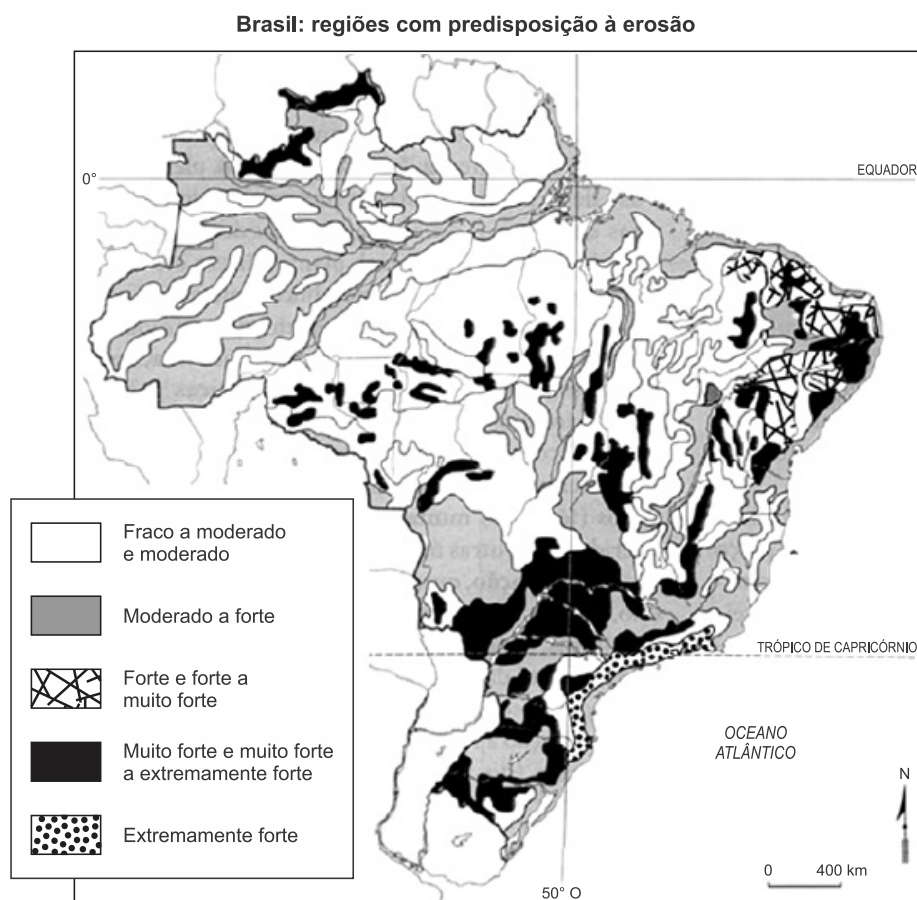 Brasil: regiões com predisposição à erosão
0°
EQUADOR
Fraco a moderado
e moderado
Moderado a forte
Forte e forte a
muito forte
Muito forte e muito forte
a extremamente forte
Extremamente forte
TRÓPICO DE CAPRICÓRNIO
OCEANO
ATLÂNTICO
N
0 400 km
50° O